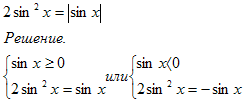 2 sin ² x = |sin x|
Решение.
{ sin x ≥ 0 или { sin x ⟨ 0
{ 2 sin ² x = sin x { 2 sin ² x = − sin x